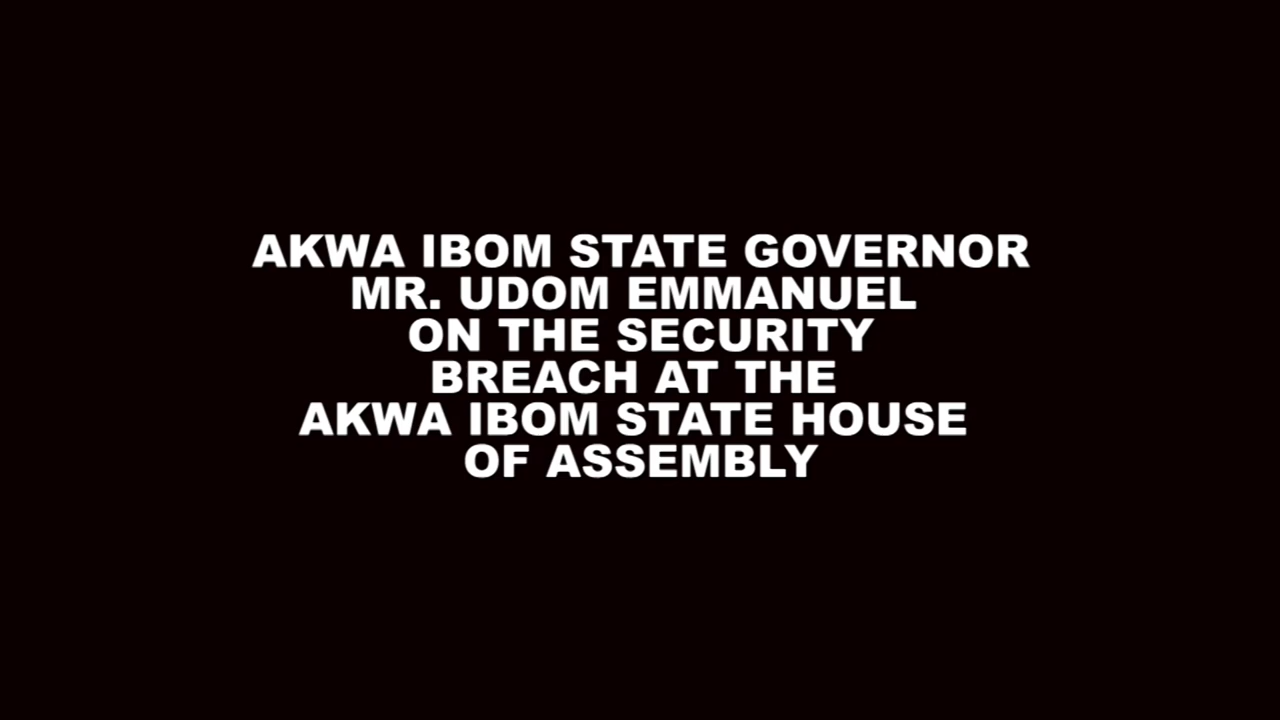 AKWA IBOM STATE GOVERNOR
MR. UDOM EMMANUEL
ON THE SECURITY
BREACH AT THE
AKWA IBOM STATE HOUSE
OF ASSEMBLY